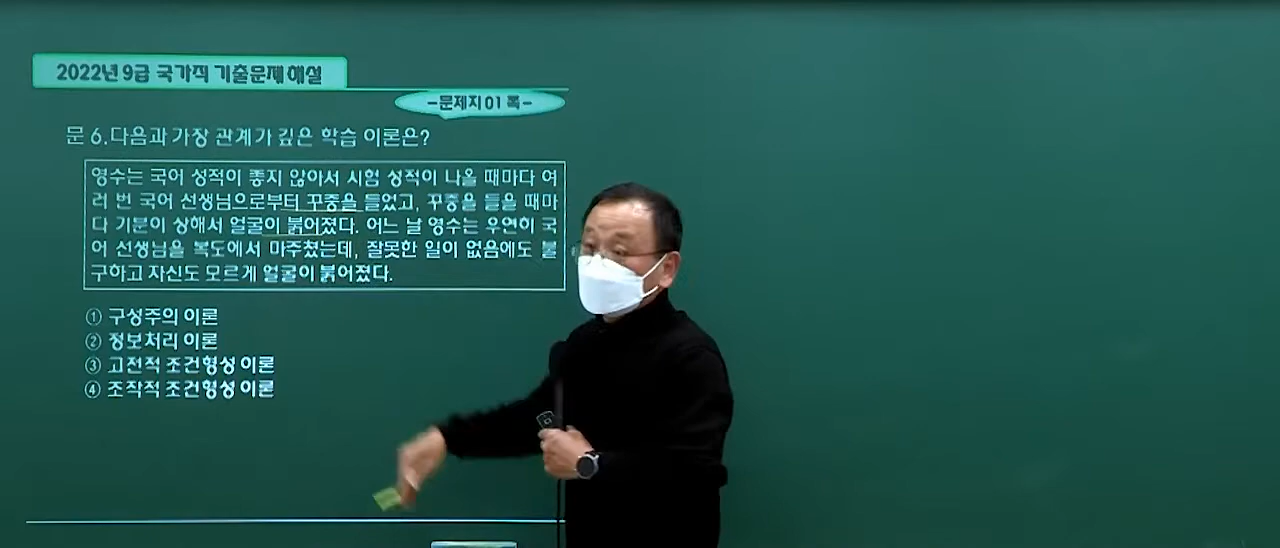 2022년 9급 국가직 기출문제 해설
-문제지 01 쪽-
문 6. 다음과 가장 관계가 깊은 학습 이론은?
영수는 국어 성적이 좋지 않아서 시험 성적이 나올 때마다 여
러 번 국어 선생님으로부터 꾸중을 들었고, 꾸중을 들을 때마
다 기분이 상해서 얼굴이 붉어졌다. 어느 날 영수는 우연히 국
어 선생님을 복도에서 마주쳤는데, 잘못한 일이 없음에도 불
구하고 자신도 모르게 얼굴이 붉어졌다.
① 구성주의 이론
② 정보처리 이론
③ 고전적 조건형성 이론
④ 조작적 조건형성 이론